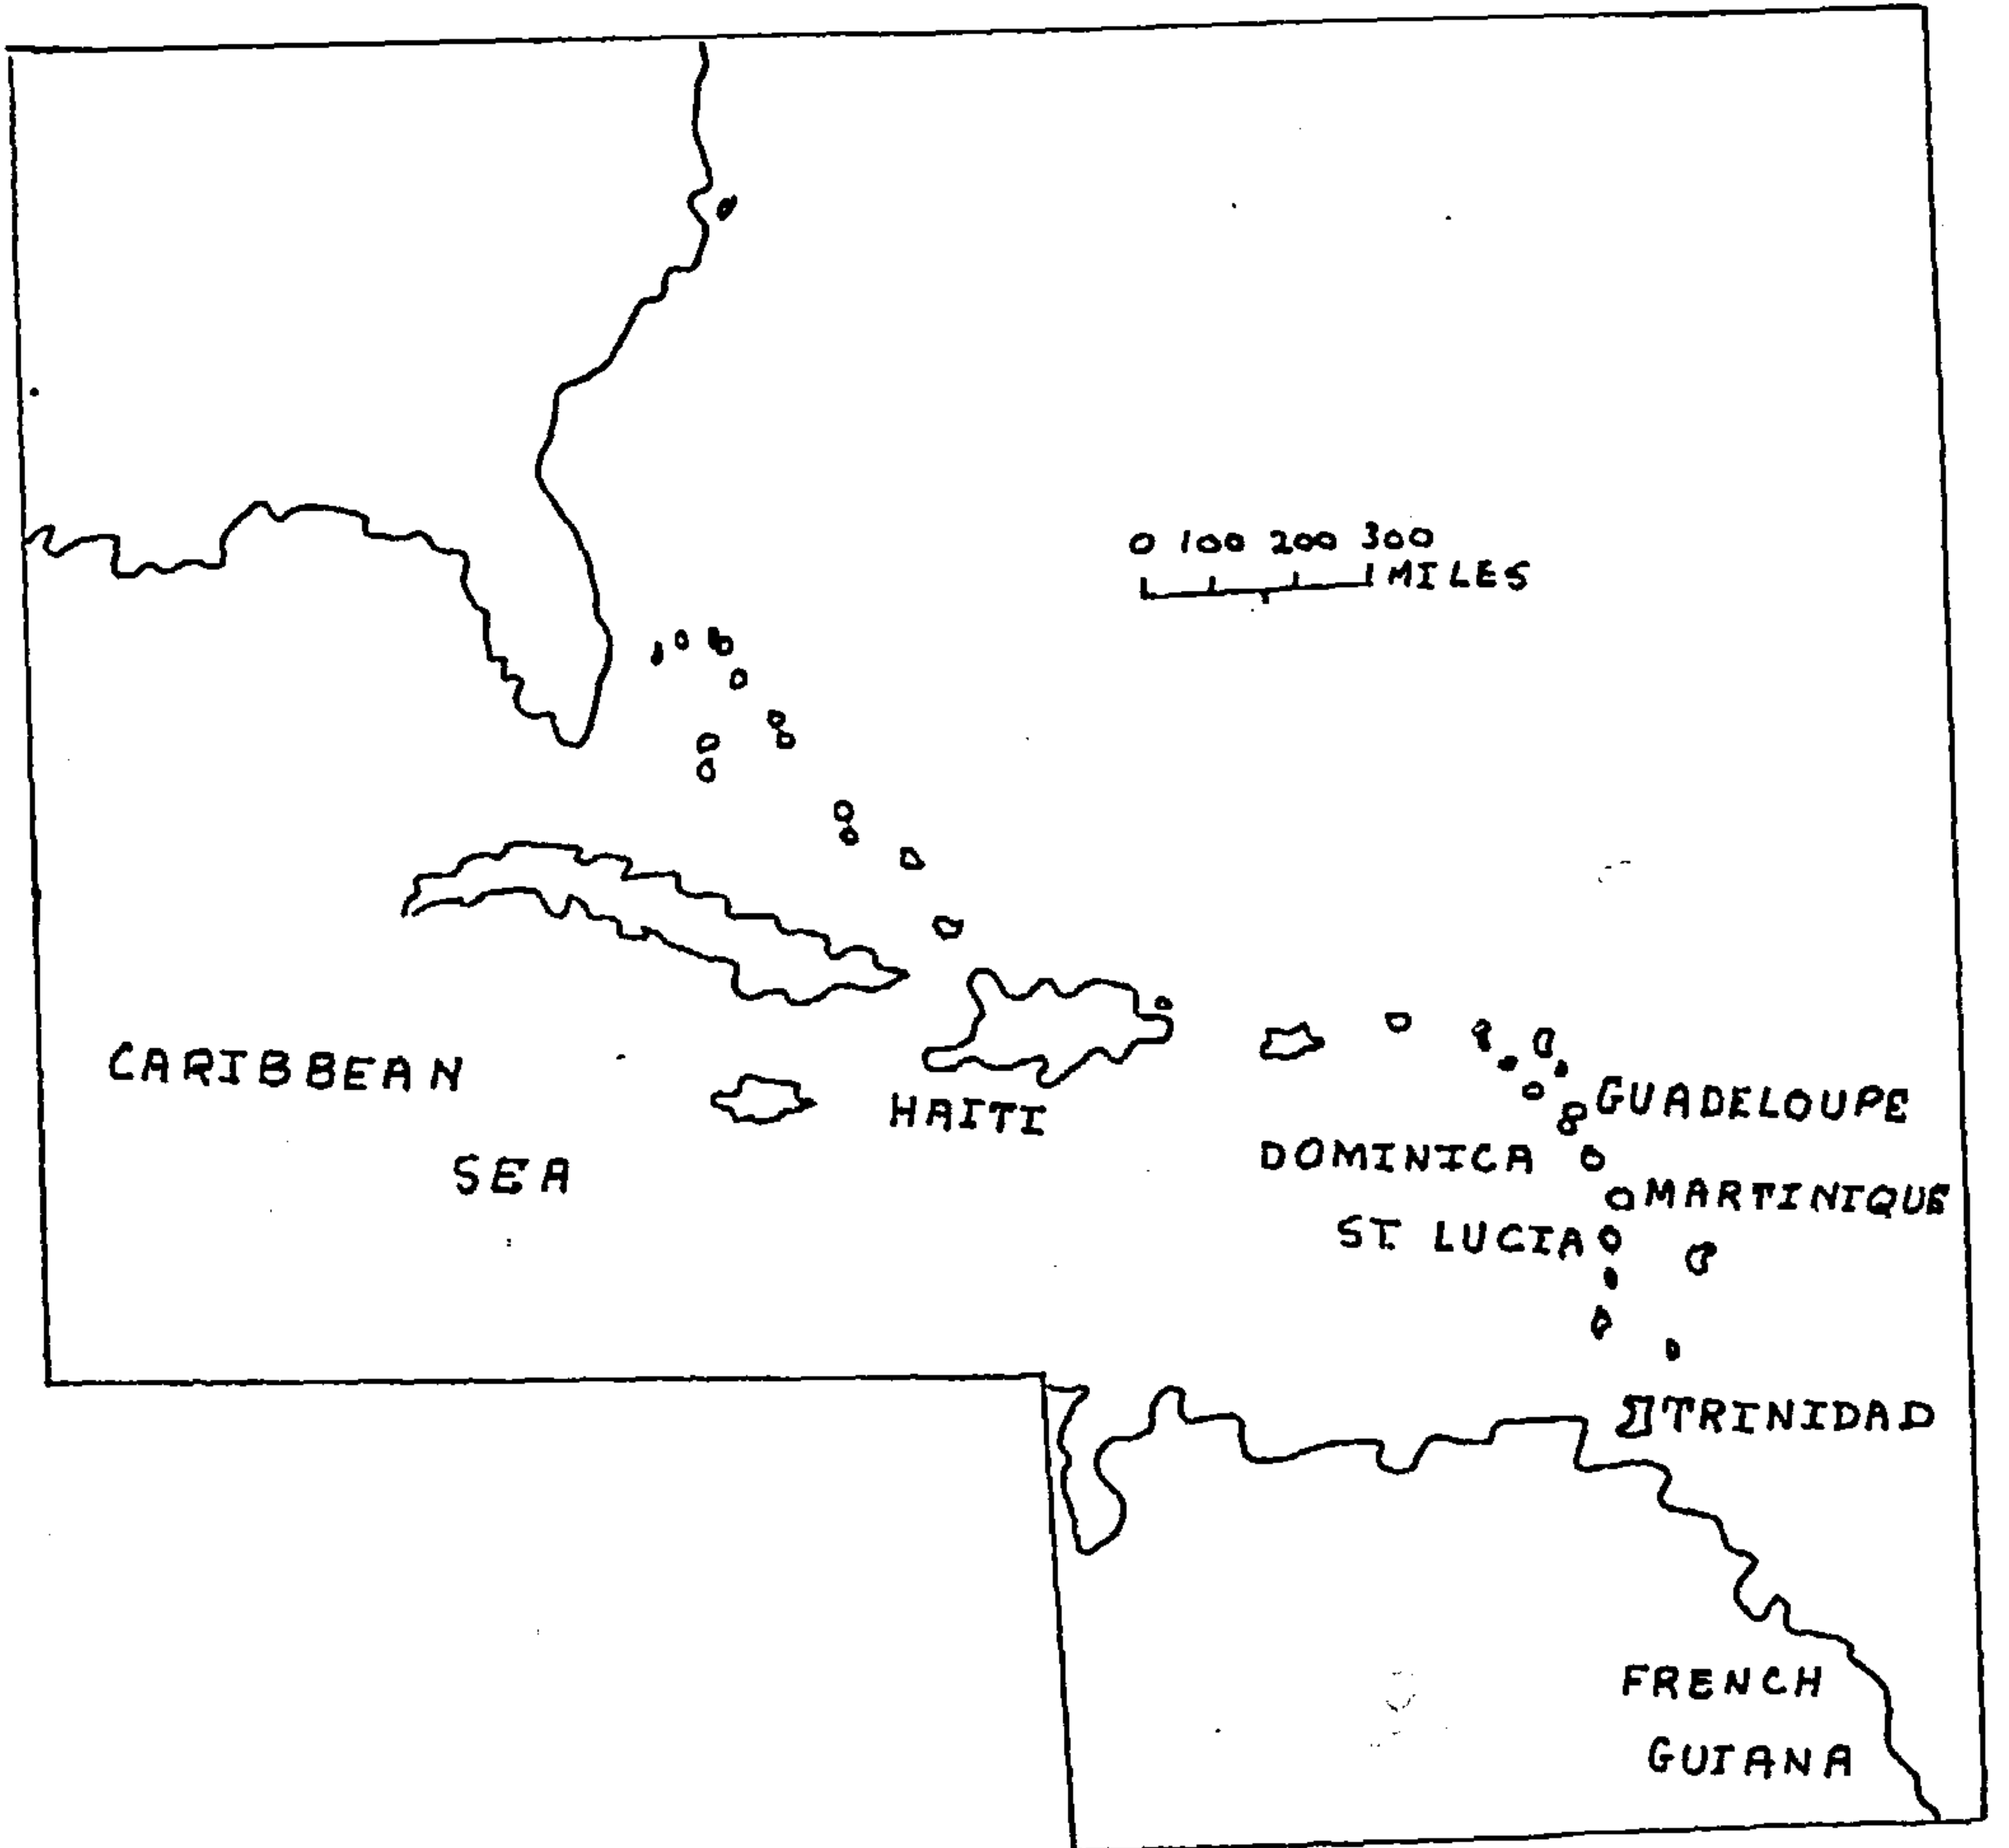 0 100 200 300
MILES
CARIBBEAN
SEA
HAITI
GUADELOUPE
DOMINICA
MARTINIQUE
ST. LUCIA
TRINIDAD
FRENCH
GUIANA